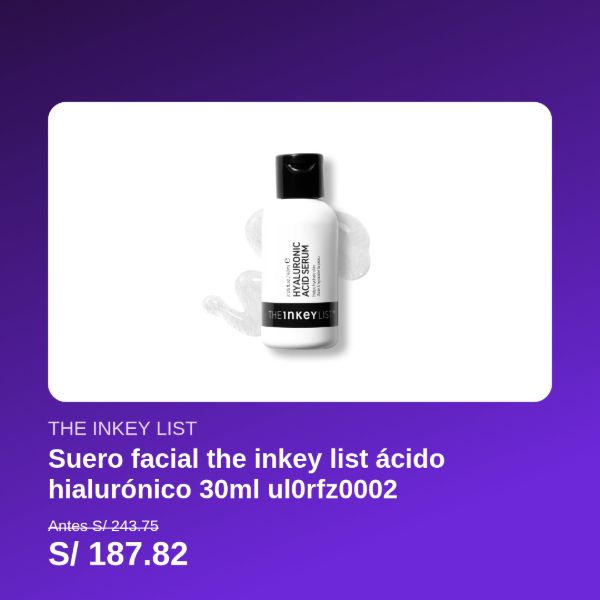 HYALURONIC
ACID SERUM
THE INKEY LIST™
THE INKEY LIST
Suero facial the inkey list ácido
hialurónico 30ml ul0rfz0002
Antes S/ 243.75
S/ 187.82